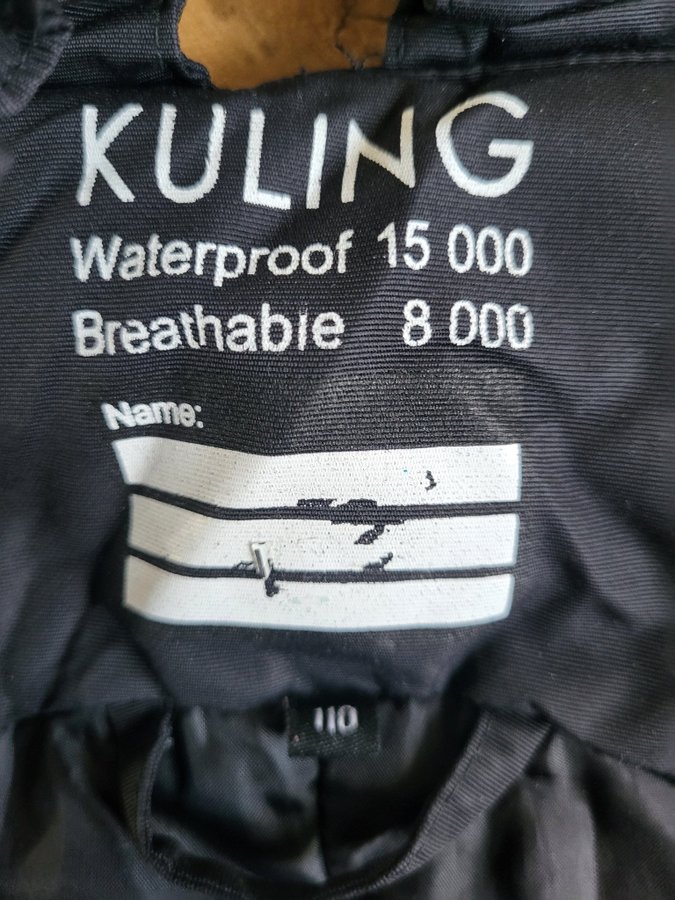 KULING
Waterproof 15 000
Breathable 8 000
Name:
110